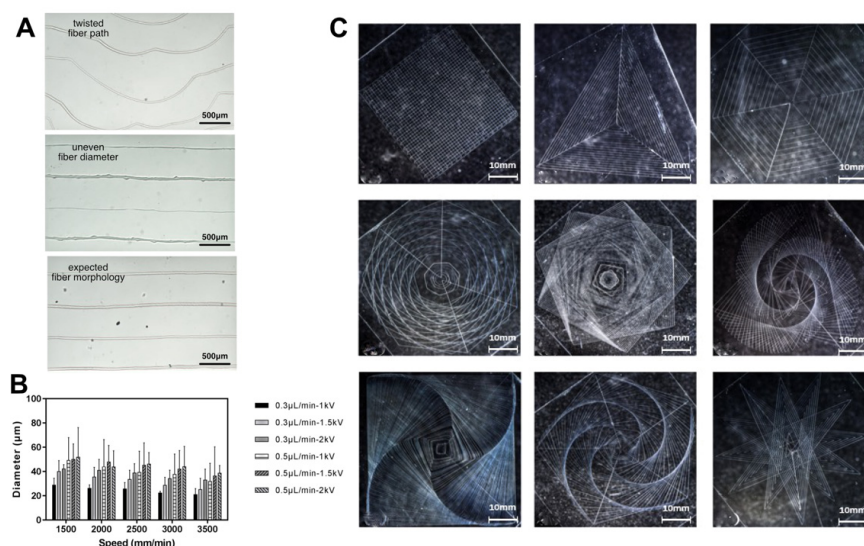 A
twisted
fiber path
500μm
uneven
fiber diameter
500μm
expected
fiber morphology
500μm
B
100
80
60
40
20
0
Diameter (μm)
1500
2000
2500
3000
3500
Speed (mm/min)
0.3μL/min-1kV
0.3μL/min-1.5kV
0.3μL/min-2kV
0.5μL/min-1kV
0.5μL/min-1.5kV
0.5μL/min-2kV
C
10mm
10mm
10mm
10mm
10mm
10mm
10mm
10mm
10mm